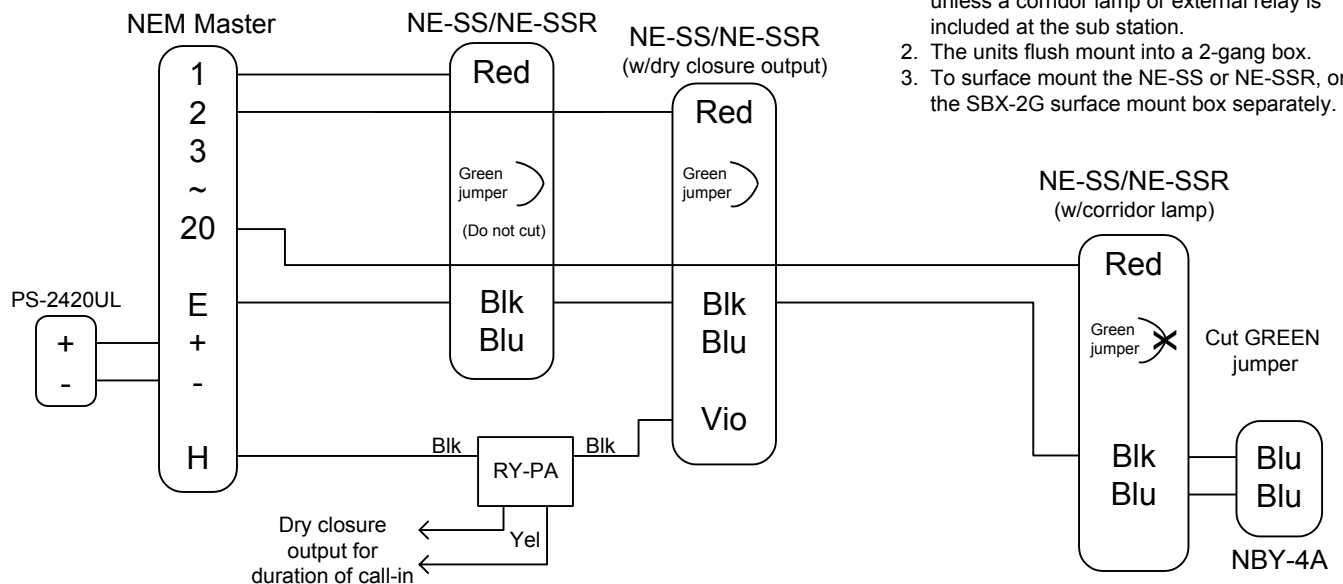 unless a corridor lamp or external relay is
included at the sub station.
2. The units flush mount into a 2-gang box.
3. To surface mount the NE-SS or NE-SSR, or
the SBX-2G surface mount box separately.
NEM Master
1
2
3
~
20
E
+
-
H
PS-2420UL
+
-
NE-SS/NE-SSR
Red
Green
jumper
(Do not cut)
Blk
Blu
NE-SS/NE-SSR
(w/dry closure output)
Red
Green
jumper
Blk
Blu
Vio
Blk
RY-PA
Blk
Yel
Dry closure
output for
duration of call-in
NE-SS/NE-SSR
(w/corridor lamp)
Red
Green
jumper
Cut GREEN
jumper
Blk
Blu
Blu
Blu
NBY-4A